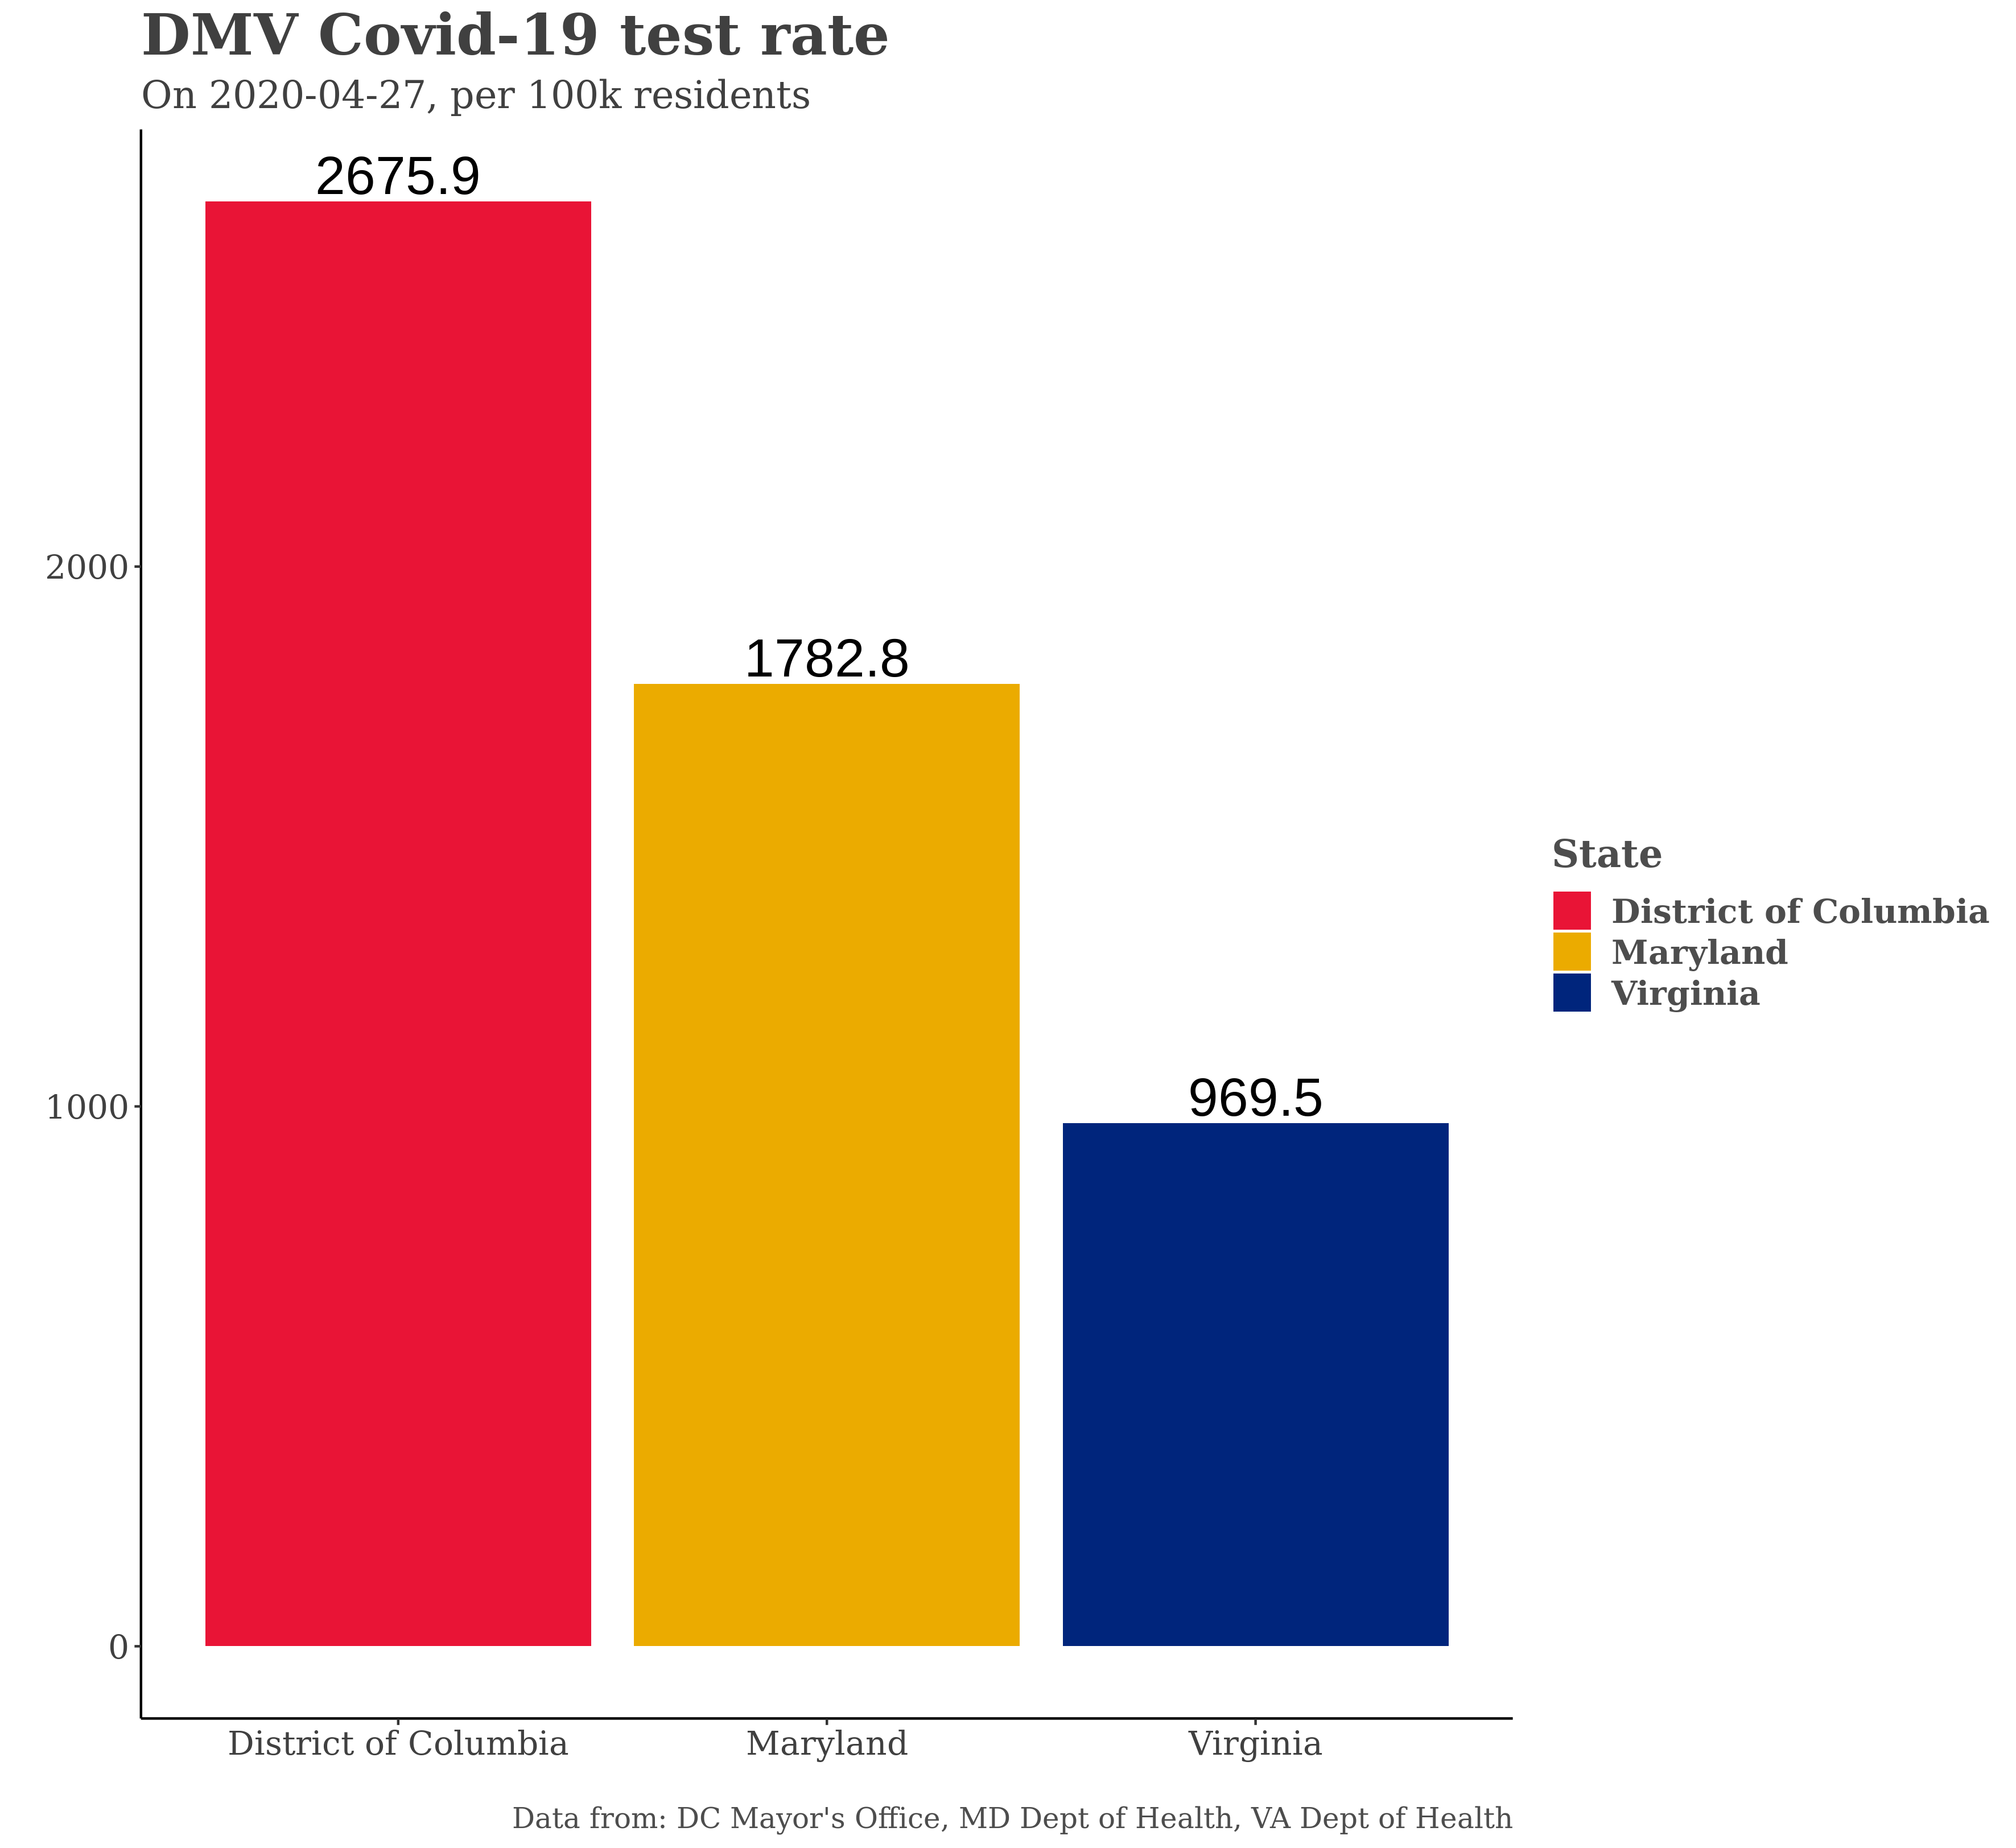 DMV Covid-19 test rate
On 2020-04-27, per 100k residents
2675.9
2000
1782.8
State
District of Columbia
Maryland
Virginia
1000
969.5
0
District of Columbia
Maryland
Virginia
Data from: DC Mayor's Office, MD Dept of Health, VA Dept of Health